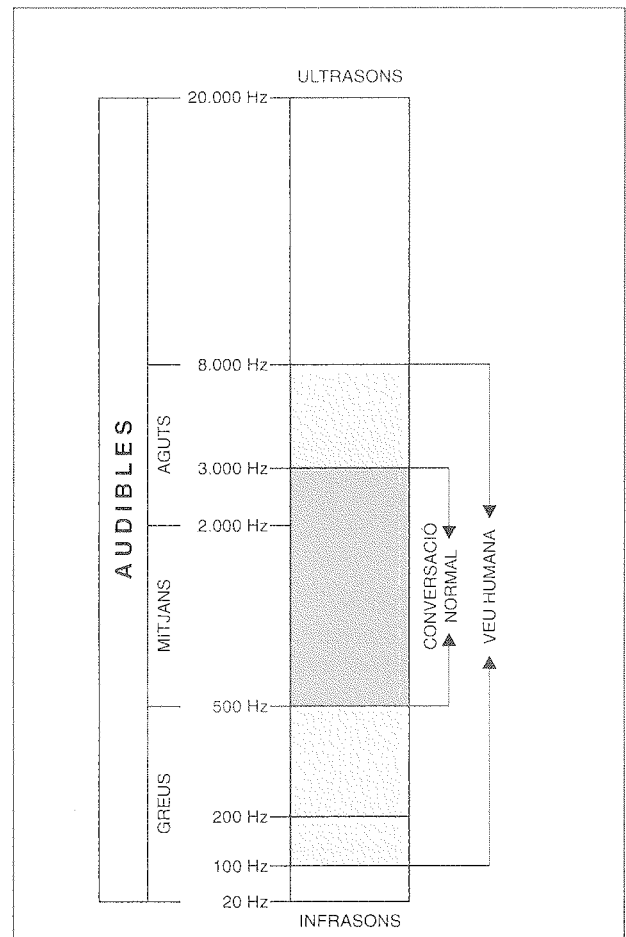 ULTRASONS
20.000 Hz
8.000 Hz
3.000 Hz
2.000 Hz
500 Hz
200 Hz
100 Hz
20 Hz
INFRASONS
AUDIBLES
AGUTS
MITJANS
GREUS
CONVERSACIÓ
NORMAL
VEU HUMANA